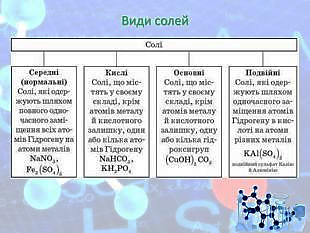 Види солей
Солі
Середні
(нормальні)
Солі, які одер-
жують шляхом
повного одно-
часного замі-
щення всіх ато-
мів Гідрогену на
атоми металів
NaNO₃,
Fe₂(SO₄)₃
Кислі
Солі, що міс-
тять у своєму
складі, крім
атомів металу
й кислотного
залишку, один
або кілька ато-
мів Гідрогену
NaHCO₃,
KH₂PO₄
Основні
Солі, що міс-
тять у своєму
складі, крім
атомів металу
й кислотного
залишку, одну
або кілька гід-
роксигруп
(CuOH)₂CO₃
Подвійні
Солі, які одер-
жують шляхом
одночасного за-
міщення атомів
Гідрогену в кис-
лоті на атоми
різних металів
KAl(SO₄)₂
подвійний сульфат Калію
й Алюмінію